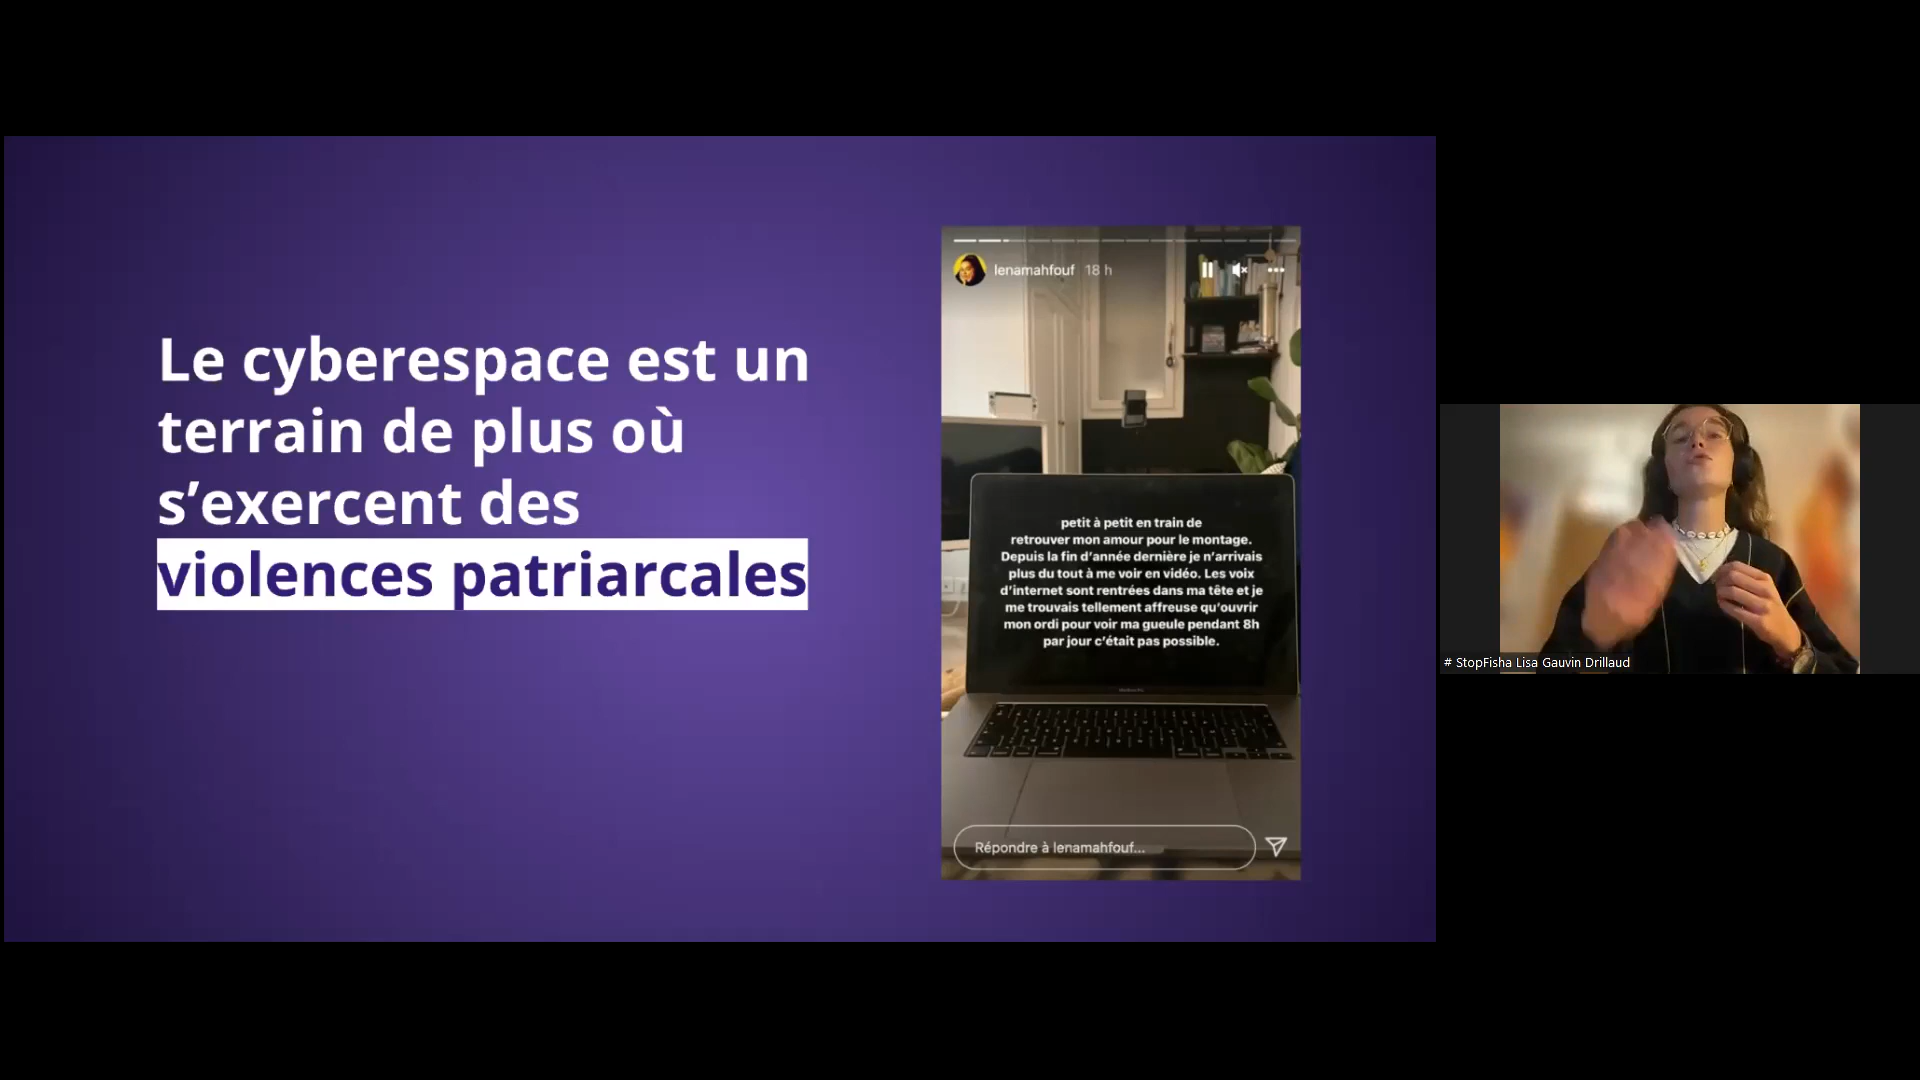 Le cyberespace est un
terrain de plus où
s’exercent des
violences patriarcales
lenamahfouf 18 h
petit à petit en train de
retrouver mon amour pour le montage.
Depuis la fin d’année dernière je n’arrivais
plus du tout à me voir en vidéo. Les voix
d’internet sont rentrées dans ma tête et je
me trouvais tellement affreuse qu’ouvrir
mon ordi pour voir ma gueule pendant 8h
par jour c’était pas possible.
Répondre à lenamahfouf...
# StopFisha Lisa Gauvin Drillaud